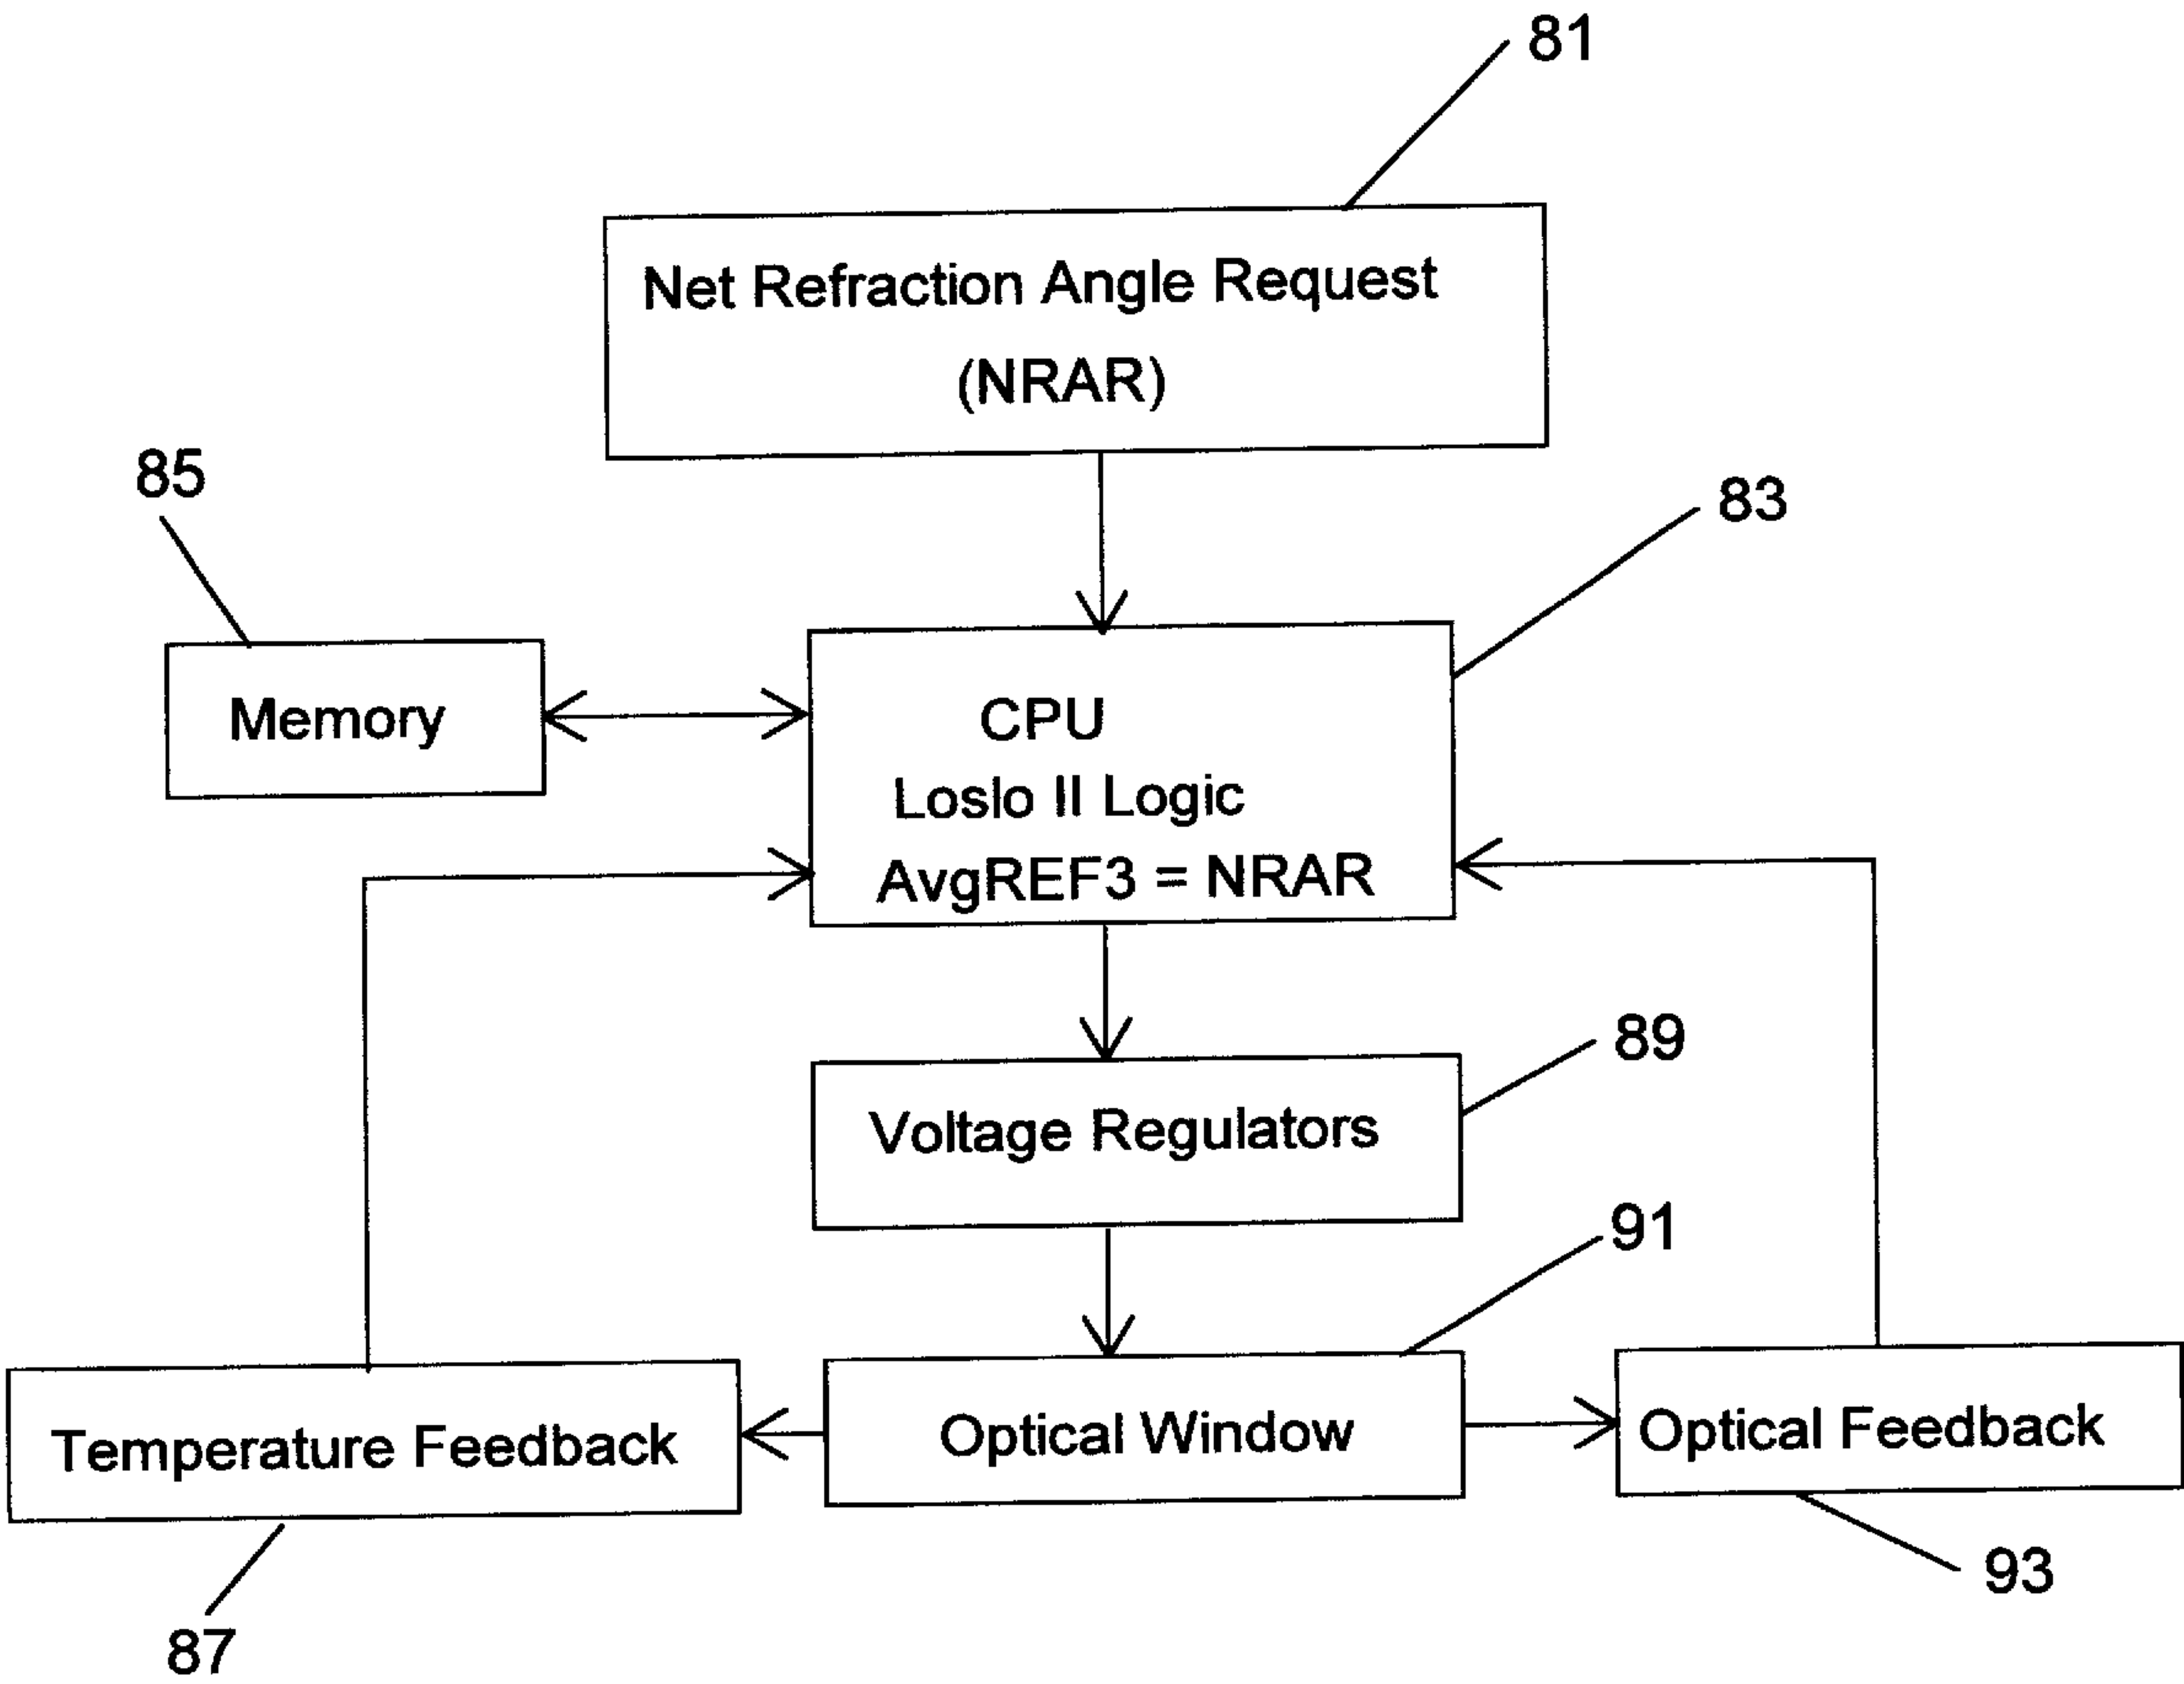 81
Net Refraction Angle Request
(NRAR)
85
83
Memory
CPU
Loslo II Logic
AvgREF3 = NRAR
89
Voltage Regulators
91
Temperature Feedback
Optical Window
Optical Feedback
93
87